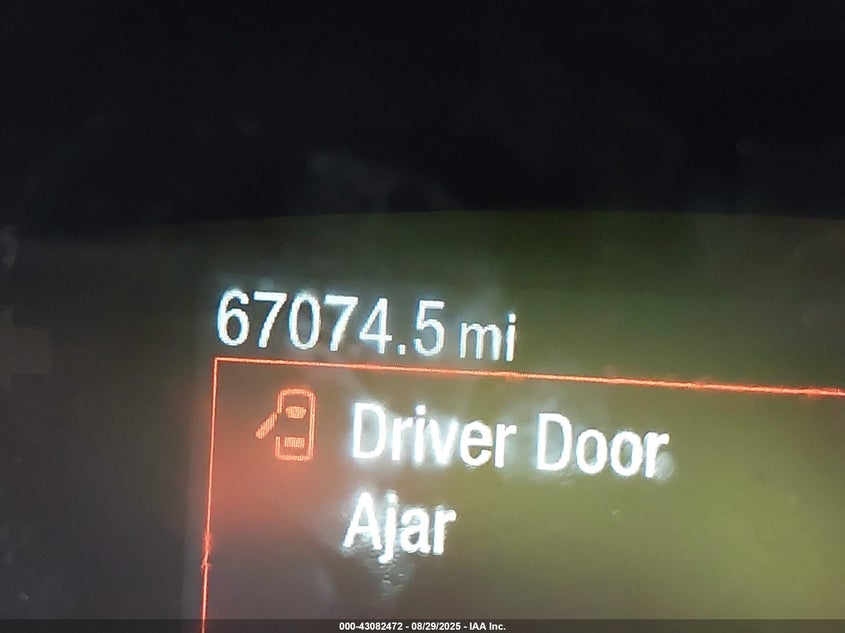 67074.5 mi
Driver Door
Ajar
000-43082472 - 08/29/2025 - IAA Inc.